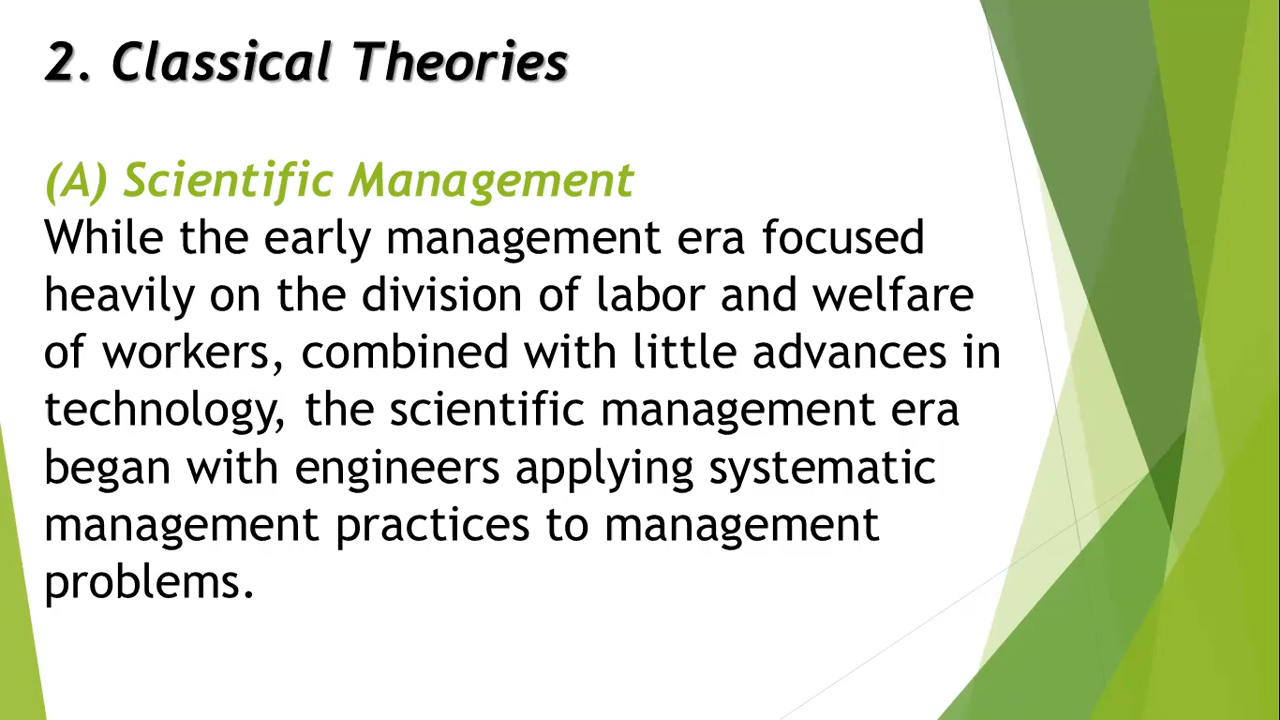 2. Classical Theories
(A) Scientific Management
While the early management era focused
heavily on the division of labor and welfare
of workers, combined with little advances in
technology, the scientific management era
began with engineers applying systematic
management practices to management
problems.